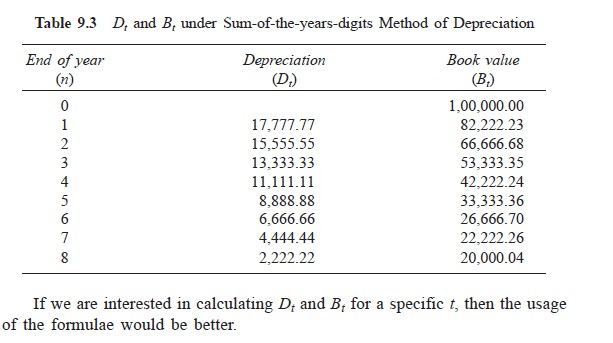 Table 9.3 Dt and Bt under Sum-of-the-years-digits Method of Depreciation
End of year Depreciation Book value
(n) (Dt) (Bt)
0 1,00,000.00
1 17,777.77 82,222.23
2 15,555.55 66,666.68
3 13,333.33 53,333.35
4 11,111.11 42,222.24
5 8,888.88 33,333.36
6 6,666.66 26,666.70
7 4,444.44 22,222.26
8 2,222.22 20,000.04
If we are interested in calculating Dt and Bt for a specific t, then the usage
of the formulae would be better.